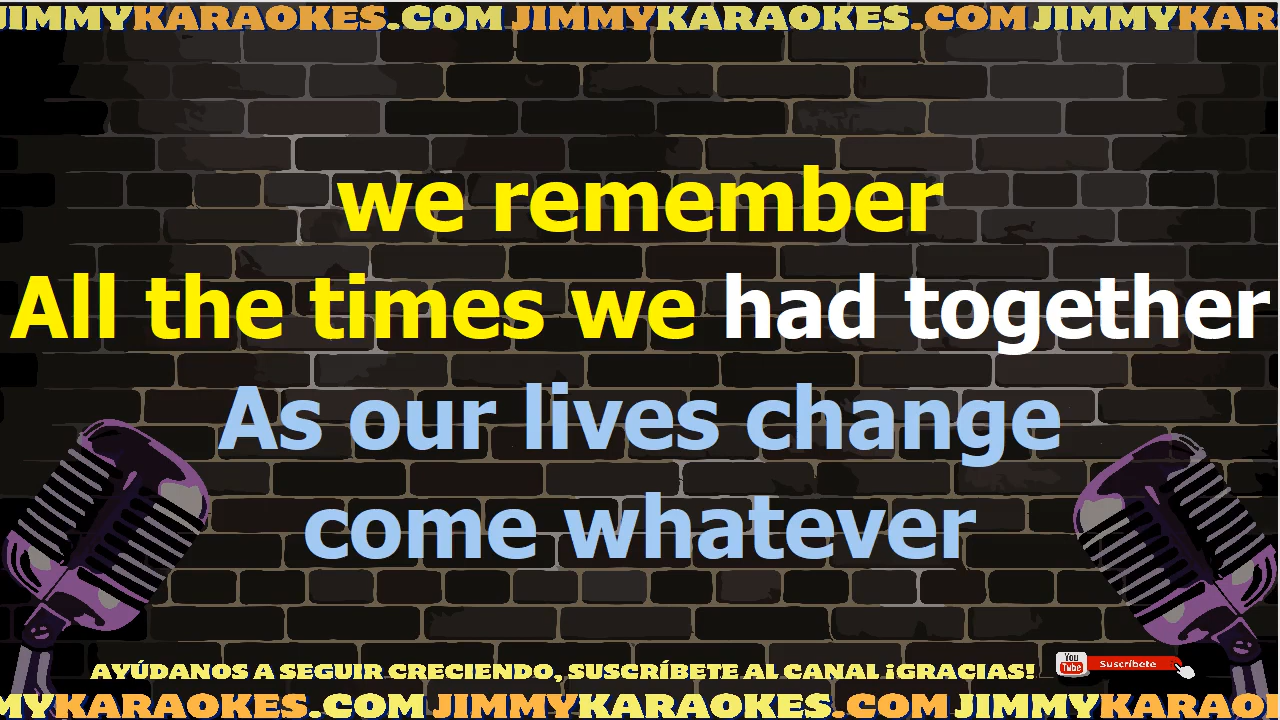 JIMMYKARAOKES.COM JIMMYKARAOKES.COM JIMMYKAR
we remember
All the times we had together
As our lives change
come whatever
AYÚDANOS A SEGUIR CRECIENDO, SUSCRÍBETE AL CANAL ¡GRACIAS!
You Tube Suscríbete
MYKARAOKES.COM JIMMYKARAOKES.COM JIMMYKARAO